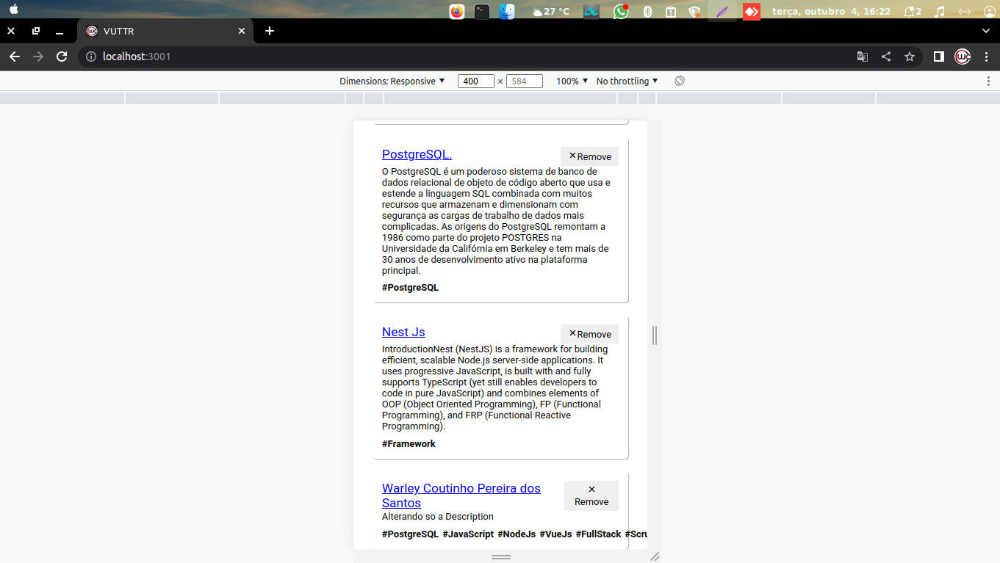 27 °C
terça, outubro 4, 16:22
2
VUTTR
localhost:3001
Dimensions: Responsive ▼ 400 × 584 100% ▼ No throttling ▼
PostgreSQL.
×Remove
O PostgreSQL é um poderoso sistema de banco de
dados relacional de objeto de código aberto que usa e
estende a linguagem SQL combinada com muitos
recursos que armazenam e dimensionam com
segurança as cargas de trabalho de dados mais
complicadas. As origens do PostgreSQL remontam a
1986 como parte do projeto POSTGRES na
Universidade da Califórnia em Berkeley e tem mais de
30 anos de desenvolvimento ativo na plataforma
principal.
#PostgreSQL
Nest Js
×Remove
IntroductionNest (NestJS) is a framework for building
efficient, scalable Node.js server-side applications. It
uses progressive JavaScript, is built with and fully
supports TypeScript (yet still enables developers to
code in pure JavaScript) and combines elements of
OOP (Object Oriented Programming), FP (Functional
Programming), and FRP (Functional Reactive
Programming).
#Framework
Warley Coutinho Pereira dos
Santos
×
Remove
Alterando so a Description
#PostgreSQL #JavaScript #NodeJs #VueJs #FullStack #Scru